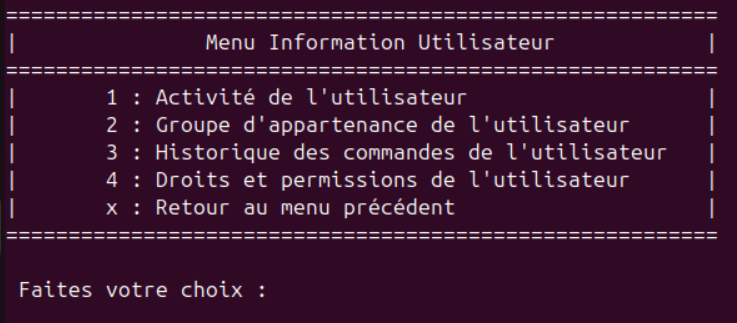 =========================================================
| Menu Information Utilisateur |
=========================================================
| 1 : Activité de l'utilisateur |
| 2 : Groupe d'appartenance de l'utilisateur |
| 3 : Historique des commandes de l'utilisateur |
| 4 : Droits et permissions de l'utilisateur |
| x : Retour au menu précédent |
=========================================================
Faites votre choix :